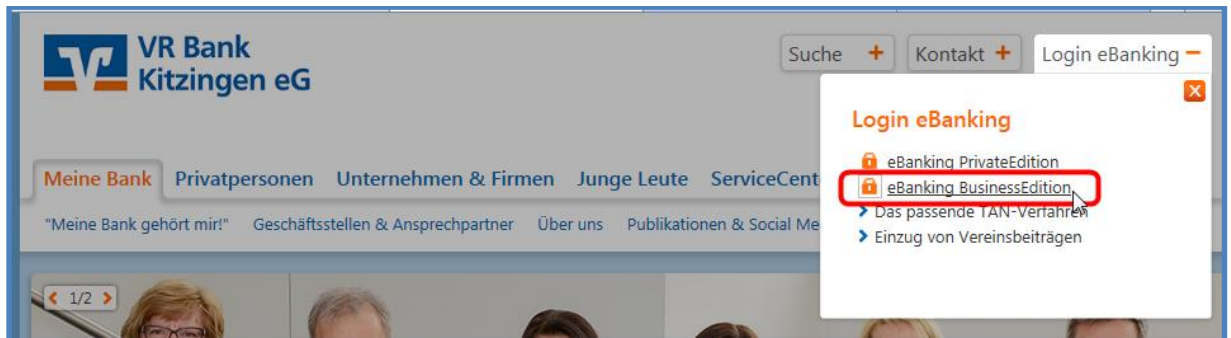 VR Bank
Kitzingen eG
Suche +
Kontakt +
Login eBanking −
Login eBanking
eBanking PrivateEdition
eBanking BusinessEdition
Das passende TAN-Verfahren
Einzug von Vereinsbeiträgen
Meine Bank Privatpersonen Unternehmen & Firmen Junge Leute ServiceCent
"Meine Bank gehört mir!" Geschäftsstellen & Ansprechpartner Über uns Publikationen & Social Me
1/2